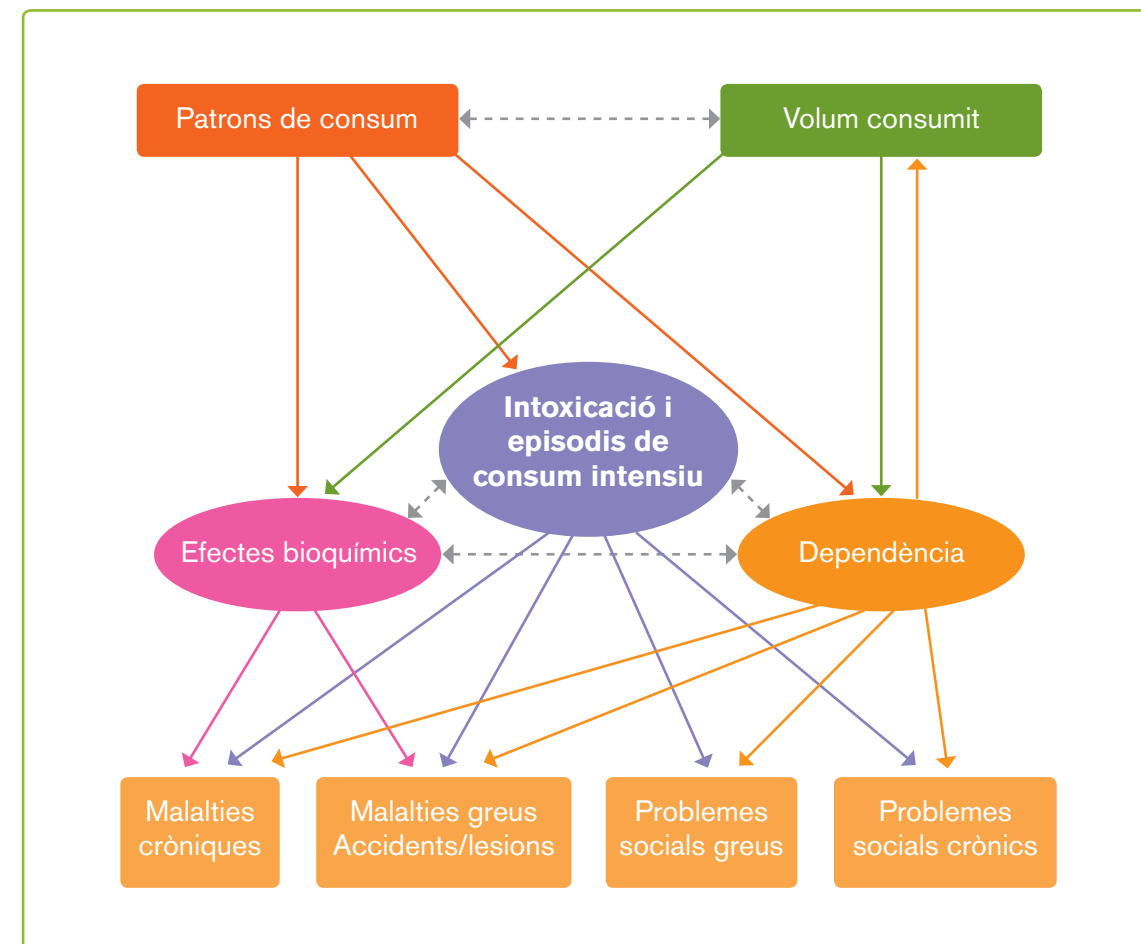 Patrons de consum
Volum consumit
Intoxicació i
episodis de
consum intensiu
Efectes bioquímics
Dependència
Malalties
cròniques
Malalties greus
Accidents/lesions
Problemes
socials greus
Problemes
socials crònics